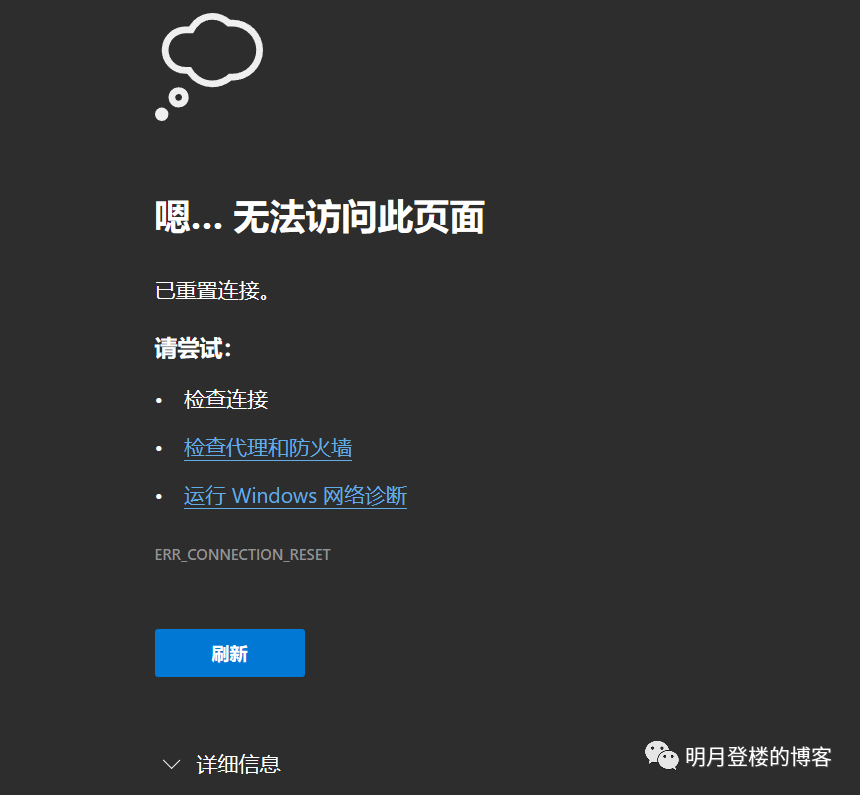 嗯… 无法访问此页面
已重置连接。
请尝试：
• 检查连接
• 检查代理和防火墙
• 运行 Windows 网络诊断
ERR_CONNECTION_RESET
刷新
详细信息
明月登楼的博客